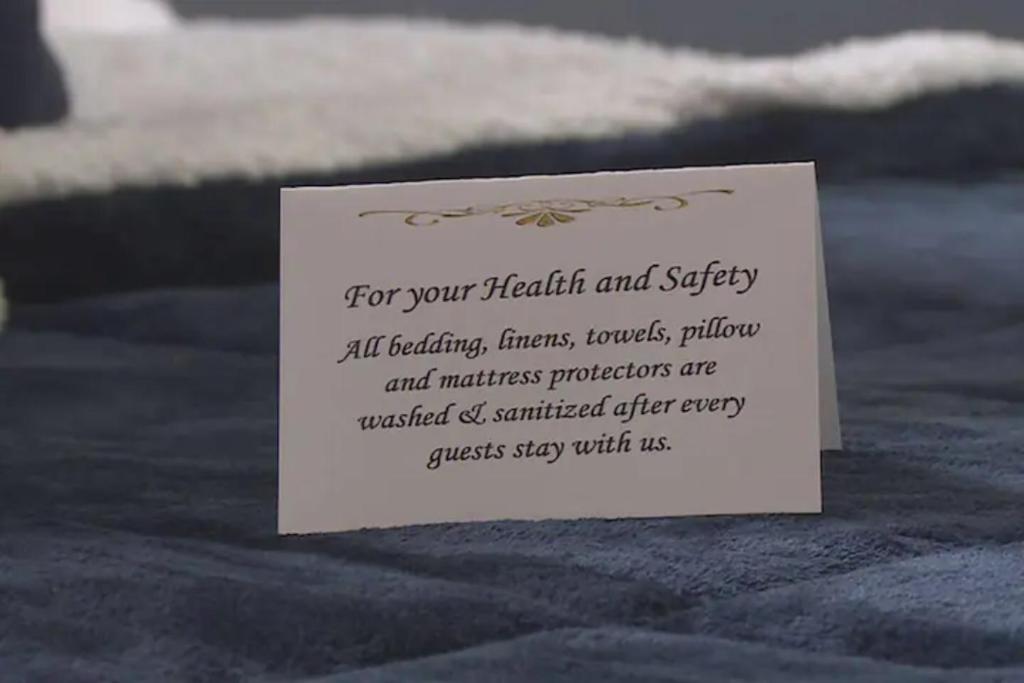 For your Health and Safety
All bedding, linens, towels, pillow
and mattress protectors are
washed & sanitized after every
guests stay with us.